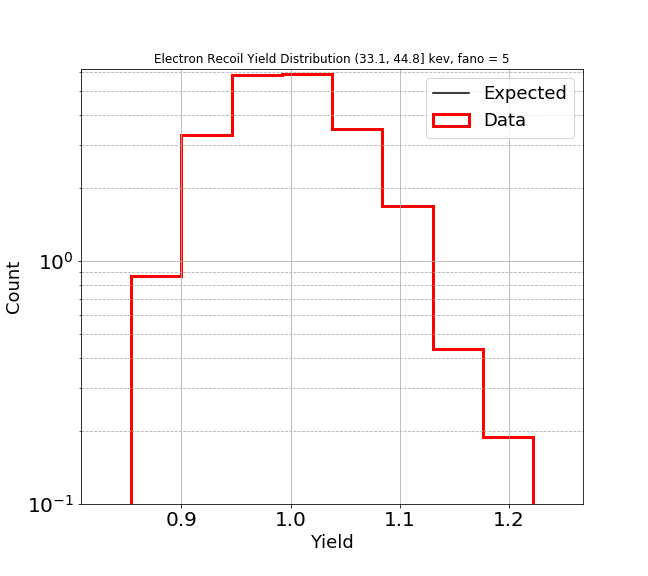 Electron Recoil Yield Distribution (33.1, 44.8] kev, fano = 5
Expected
Data
10^0
10^{-1}
Count
0.9 1.0 1.1 1.2
Yield